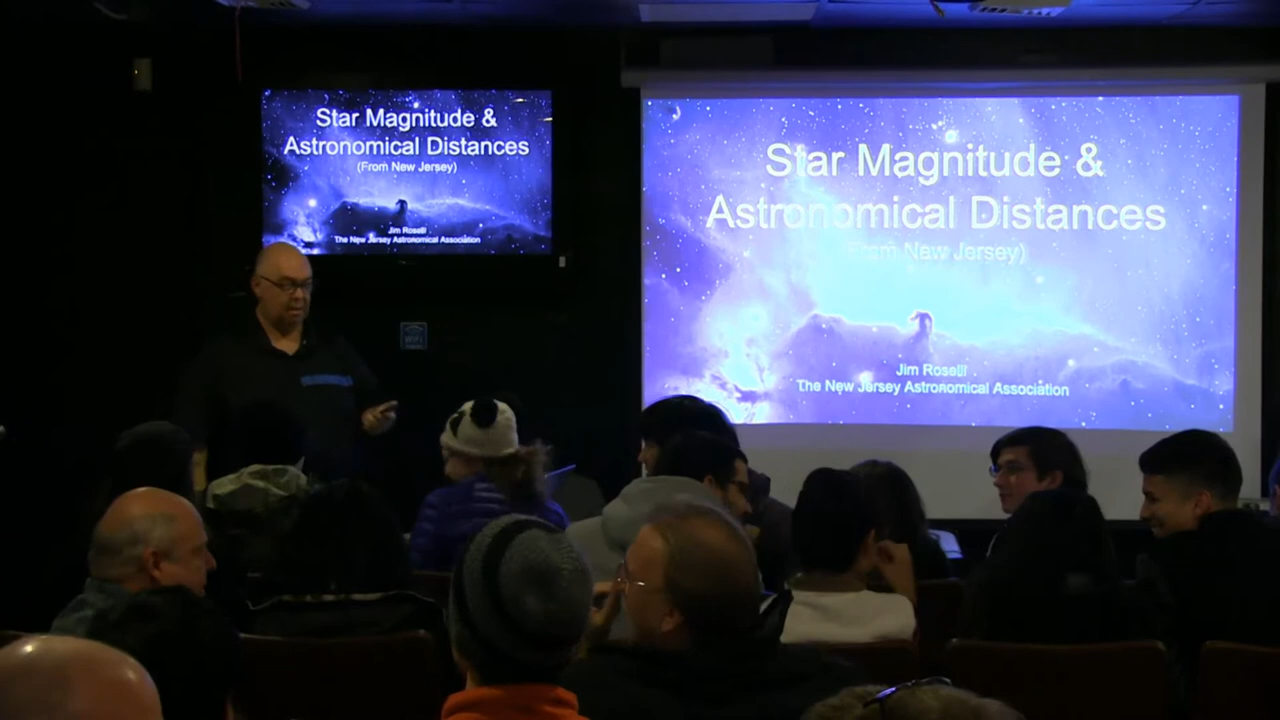 Star Magnitude &
Astronomical Distances
(From New Jersey)
Jim Roselli
The New Jersey Astronomical Association
Star Magnitude &
Astronomical Distances
(From New Jersey)
Jim Roselli
The New Jersey Astronomical Association
WiFi